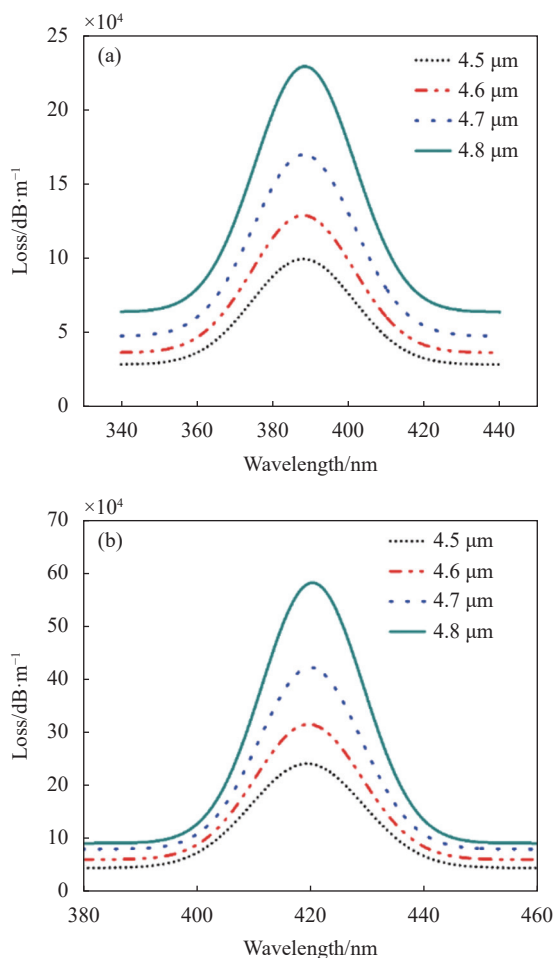 ×10⁴
(a)
4.5 μm
4.6 μm
4.7 μm
4.8 μm
Loss/dB·m⁻¹
25
20
15
10
5
0
340 360 380 400 420 440
Wavelength/nm
×10⁴
(b)
4.5 μm
4.6 μm
4.7 μm
4.8 μm
Loss/dB·m⁻¹
70
60
50
40
30
20
10
0
380 400 420 440 460
Wavelength/nm